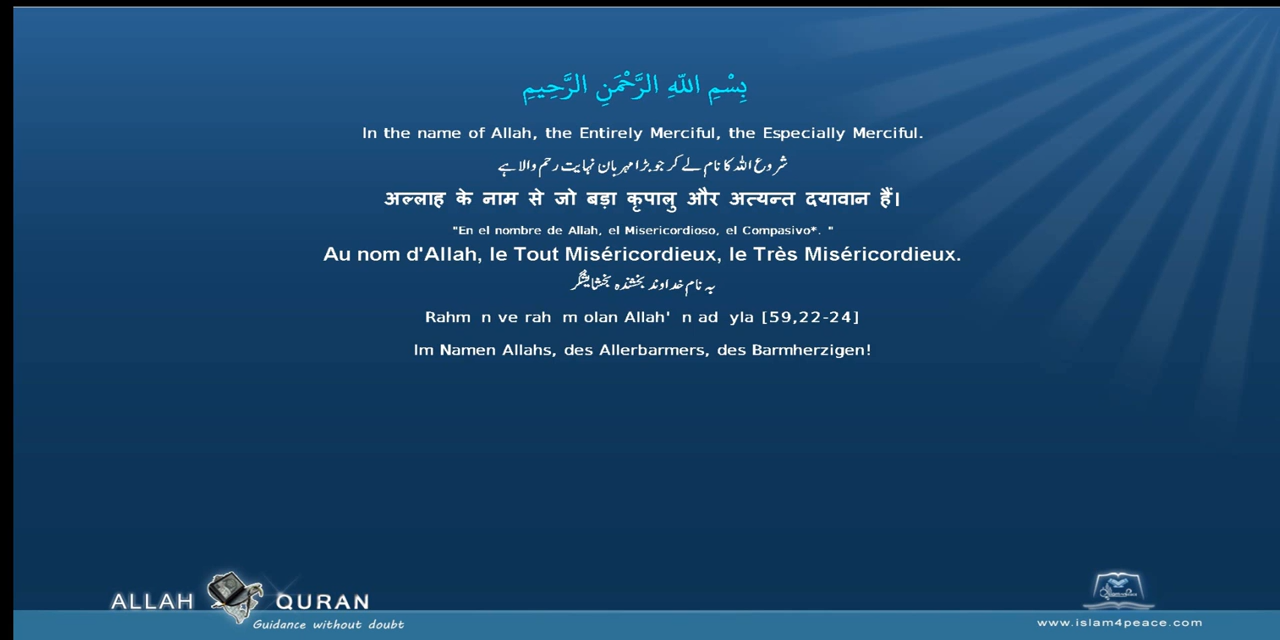 بِسْمِ اللَّهِ الرَّحْمَنِ الرَّحِيمِ
In the name of Allah, the Entirely Merciful, the Especially Merciful.
شروع الله کا نام لے کر جو بڑا مہربان نہایت رحم والا ہے
अल्लाह के नाम से जो बड़ा कृपालु और अत्यन्त दयावान हैं।
"En el nombre de Allah, el Misericordioso, el Compasivo*. "
Au nom d'Allah, le Tout Miséricordieux, le Très Miséricordieux.
به نام خداوند بخشنده بخشایشگر
Rahm n ve rah m olan Allah' n ad yla [59,22-24]
Im Namen Allahs, des Allerbarmers, des Barmherzigen!
ALLAH QURAN
Guidance without doubt
www.islam4peace.com